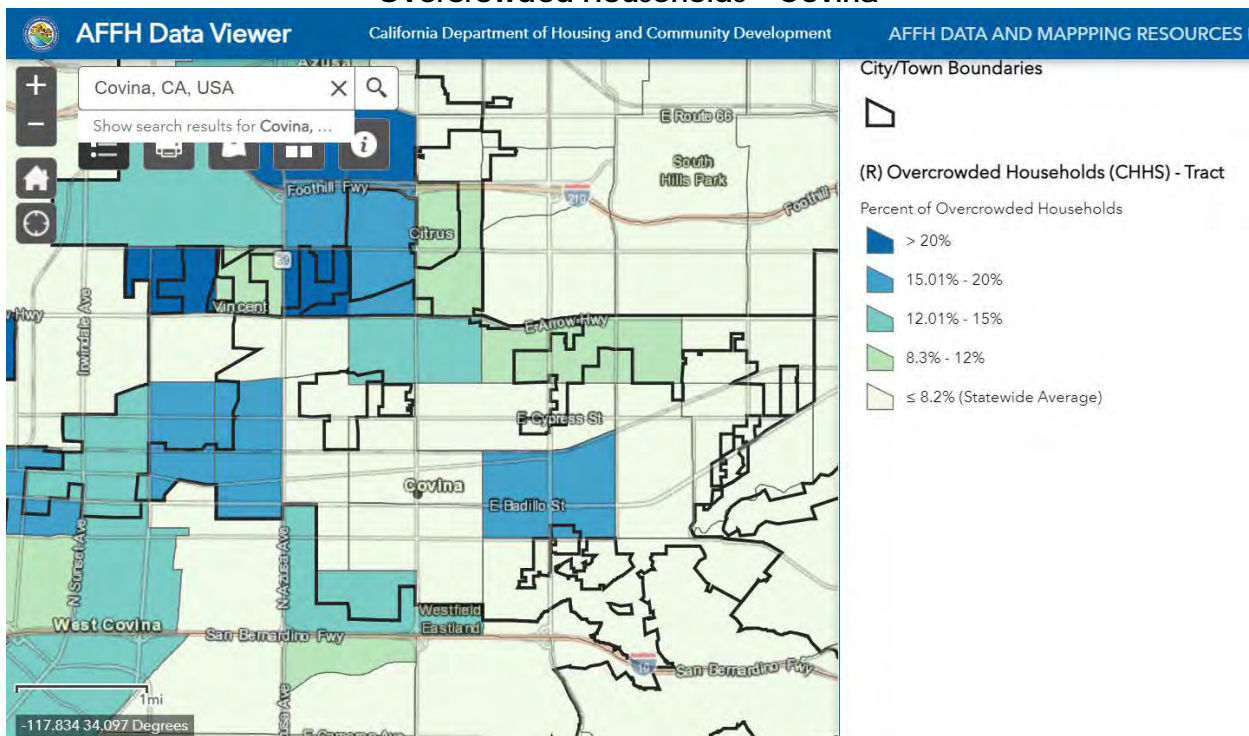 Overcrowded Households - Covina
AFFH Data Viewer
California Department of Housing and Community Development
AFFH DATA AND MAPPPING RESOURCES
Azusa
Covina, CA, USA
Show search results for Covina, ...
E Route 66
South
Hills Park
Foothill Fwy
210
Foothill
Citrus
39
Vincent
Hwy
Irwindale Ave
E Arrow Hwy
E Cypress St
Covina
E Badillo St
N Sunset Ave
N Azusa Ave
West Covina
San Bernardino Fwy
Westfield
Eastland
10
San Bernardino Fwy
1mi
-117.834 34.097 Degrees
usa Ave
E Cameron Ave
City/Town Boundaries
(R) Overcrowded Households (CHHS) - Tract
Percent of Overcrowded Households
> 20%
15.01% - 20%
12.01% - 15%
8.3% - 12%
≤ 8.2% (Statewide Average)